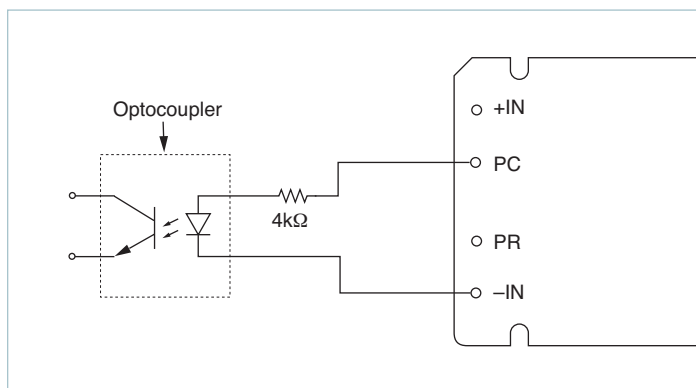 Optocoupler
+IN
PC
4kΩ
PR
–IN